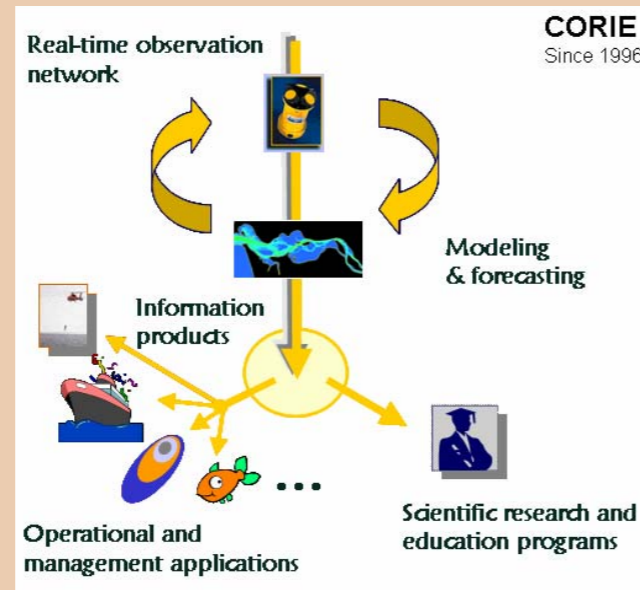 CORIE
Since 1996
Real-time observation
network
Modeling
& forecasting
Information
products
...
Scientific research and
education programs
Operational and
management applications